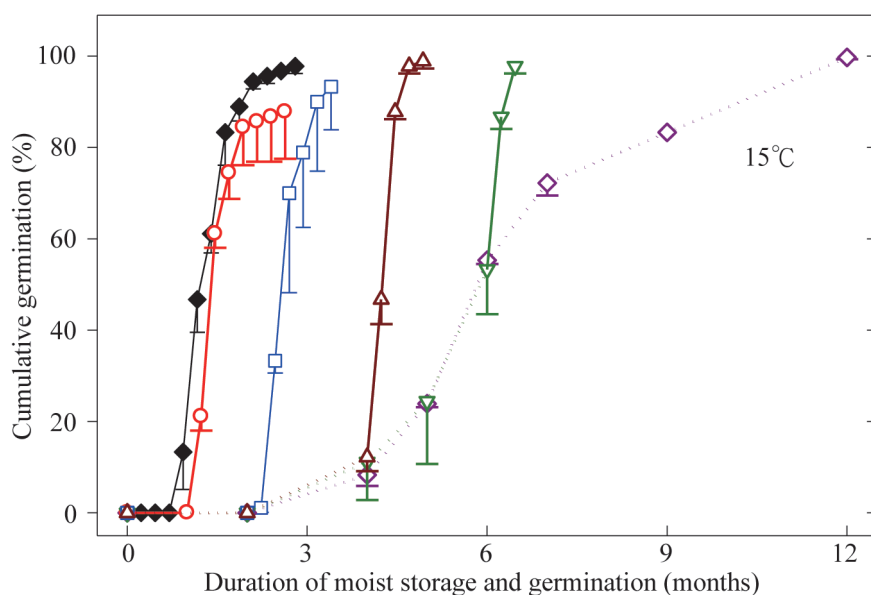 Cumulative germination (%)
100
80
60
40
20
0
15℃
0 3 6 9 12
Duration of moist storage and germination (months)